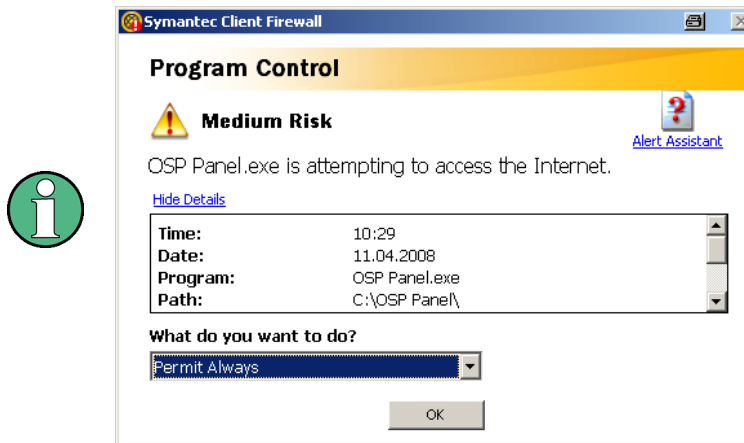 Symantec Client Firewall
Program Control
Medium Risk
Alert Assistant
OSP Panel.exe is attempting to access the Internet.
Hide Details
Time: 10:29
Date: 11.04.2008
Program: OSP Panel.exe
Path: C:\OSP Panel\
What do you want to do?
Permit Always
OK